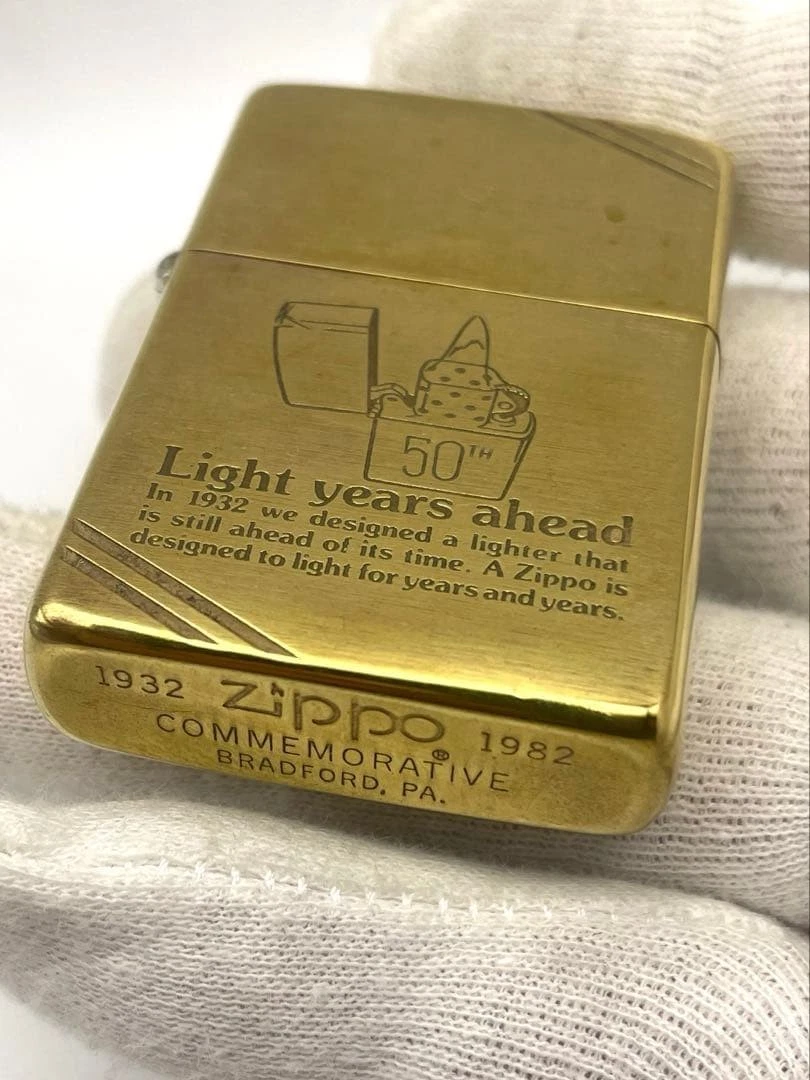 50TH
Light years ahead
In 1932 we designed a lighter that
is still ahead of its time. A Zippo is
designed to light for years and years.
1932 Zippo® 1982
COMMEMORATIVE
BRADFORD, PA.